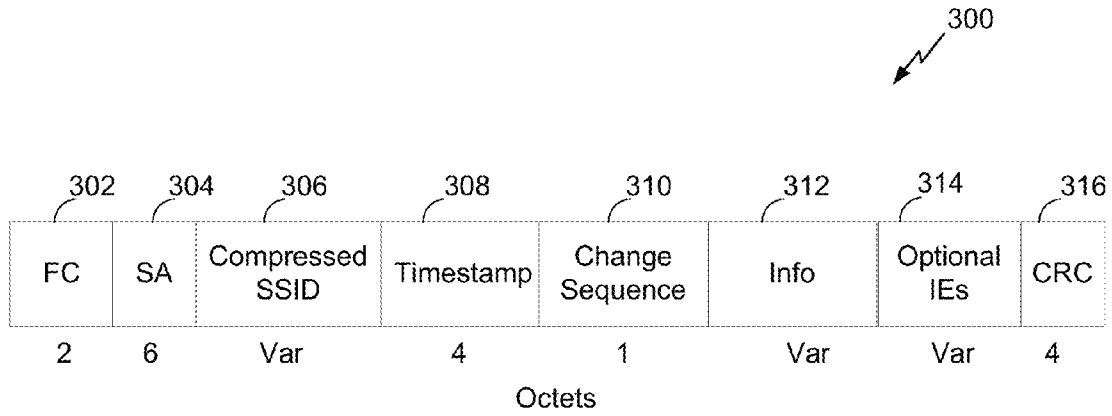 300
302 304 306 308 310 312 314 316
FC SA Compressed SSID Timestamp Change Sequence Info Optional IEs CRC
2 6 Var 4 1 Var Var 4
Octets